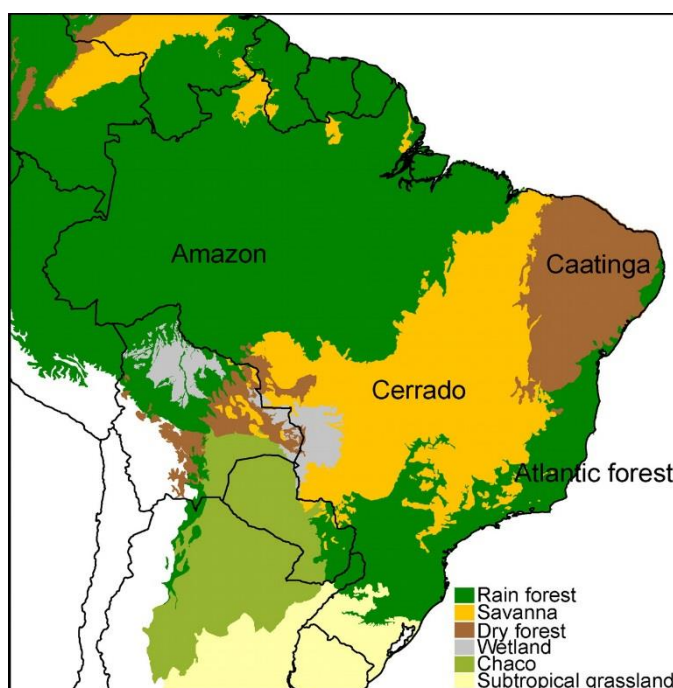 Amazon
Caatinga
Cerrado
Atlantic forest
Rain forest
Savanna
Dry forest
Wetland
Chaco
Subtropical grassland